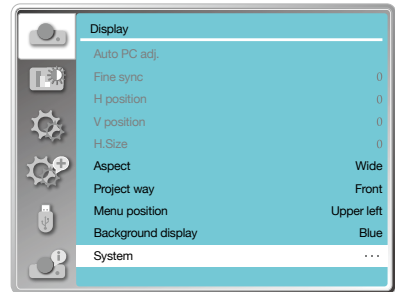 Display
Auto PC adj.
Fine sync 0
H position 0
V position 0
H.Size 0
Aspect Wide
Project way Front
Menu position Upper left
Background display Blue
System ···